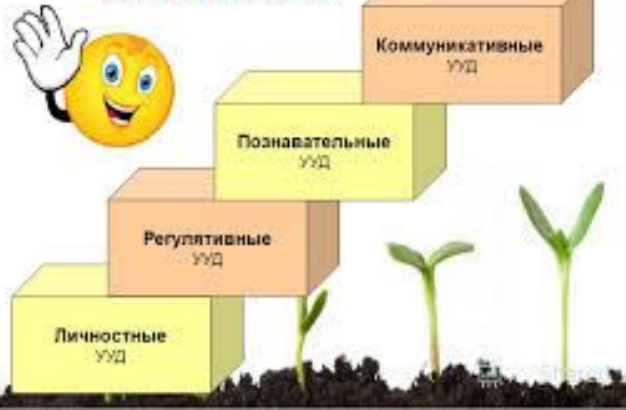 Коммуникативные
УУД
Познавательные
УУД
Регулятивные
УУД
Личностные
УУД